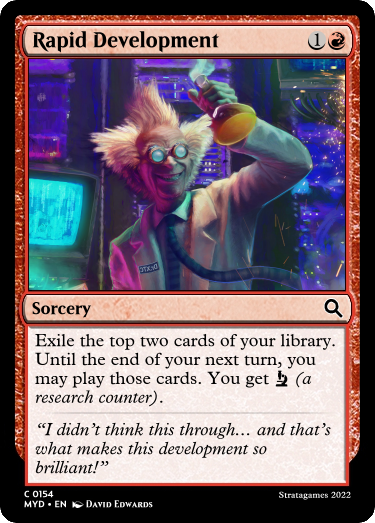 Rapid Development 1
Sorcery
Exile the top two cards of your library.
Until the end of your next turn, you
may play those cards. You get (a
research counter).
“I didn't think this through... and that's
what makes this development so
brilliant!”
C 0154
MYD • EN David Edwards
Stratagames 2022